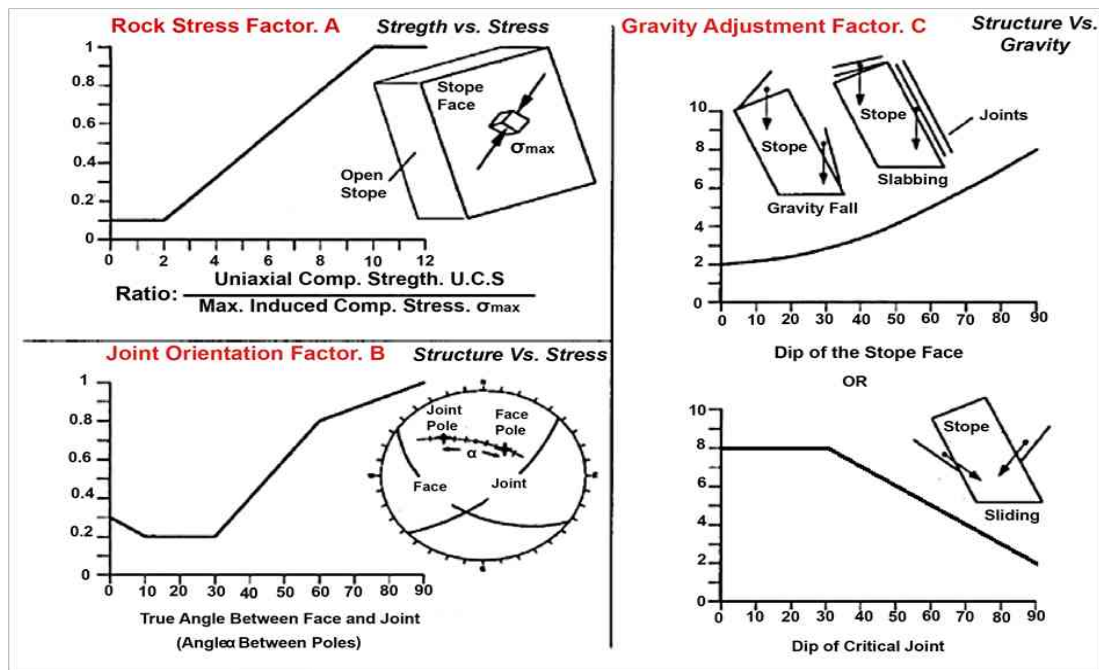 Rock Stress Factor. A
Stregth vs. Stress
1
0.8
0.6
0.4
0.2
0
0
2
4
6
8
10
12
Stope
Face
σmax
Open
Stope
Ratio:
Uniaxial Comp. Stregth. U.C.S
Max. Induced Comp. Stress. σmax
Joint Orientation Factor. B
Structure Vs. Stress
1
0.8
0.6
0.4
0.2
0
0
10
20
30
40
50
60
70
80
90
Joint
Pole
Face
Pole
α
Face
Joint
True Angle Between Face and Joint
(Angleα Between Poles)
Gravity Adjustment Factor. C
Structure Vs.
Gravity
10
8
6
4
2
0
0
10
20
30
40
50
60
70
80
90
Stope
Gravity Fall
Stope
Slabbing
Joints
Dip of the Stope Face
OR
10
8
6
4
2
0
0
10
20
30
40
50
60
70
80
90
Stope
Sliding
Dip of Critical Joint